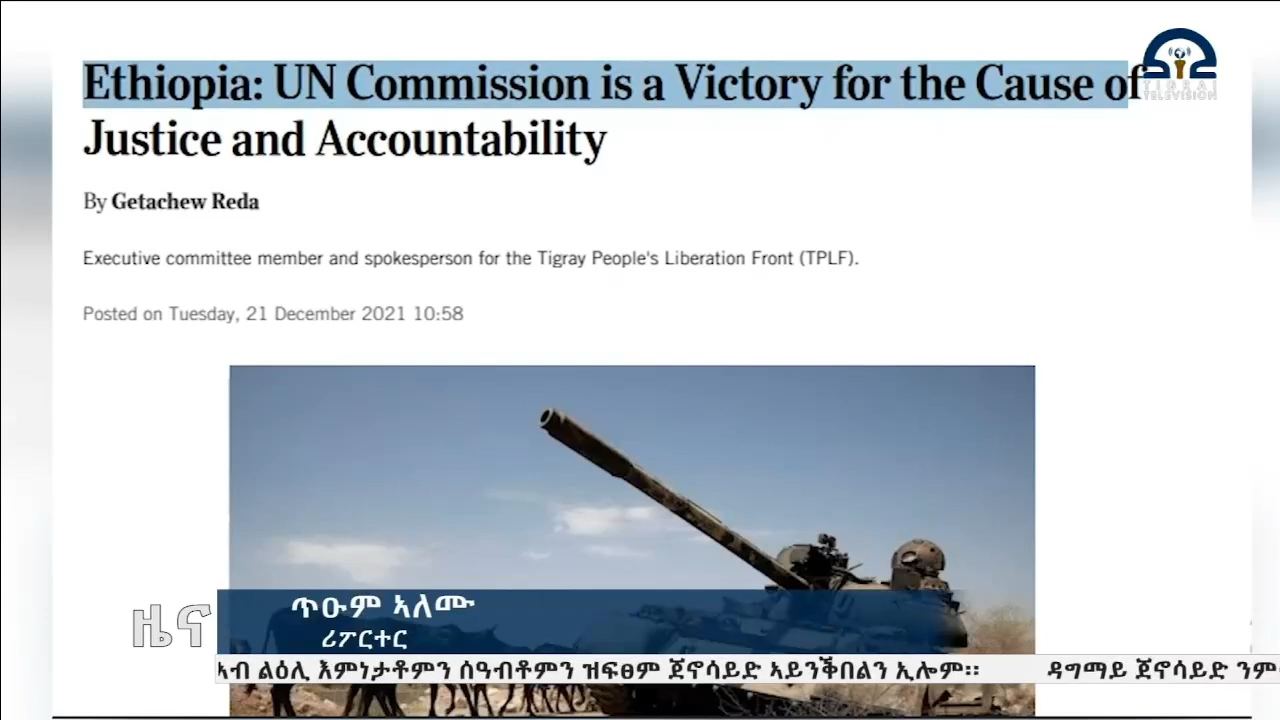 Ethiopia: UN Commission is a Victory for the Cause of
Justice and Accountability
By Getachew Reda
Executive committee member and spokesperson for the Tigray People's Liberation Front (TPLF).
Posted on Tuesday, 21 December 2021 10:58
TIGRAI
TELEVISION
ዜና
ጥዑም ኣለሙ
ሪፖርተር
ኣብ ልዕሊ እምነታቶምን ሰዓብቶምን ዝፍፀም ጀኖሳይድ ኣይንቕበልን ኢሎም። ዳግማይ ጀኖሳይድ